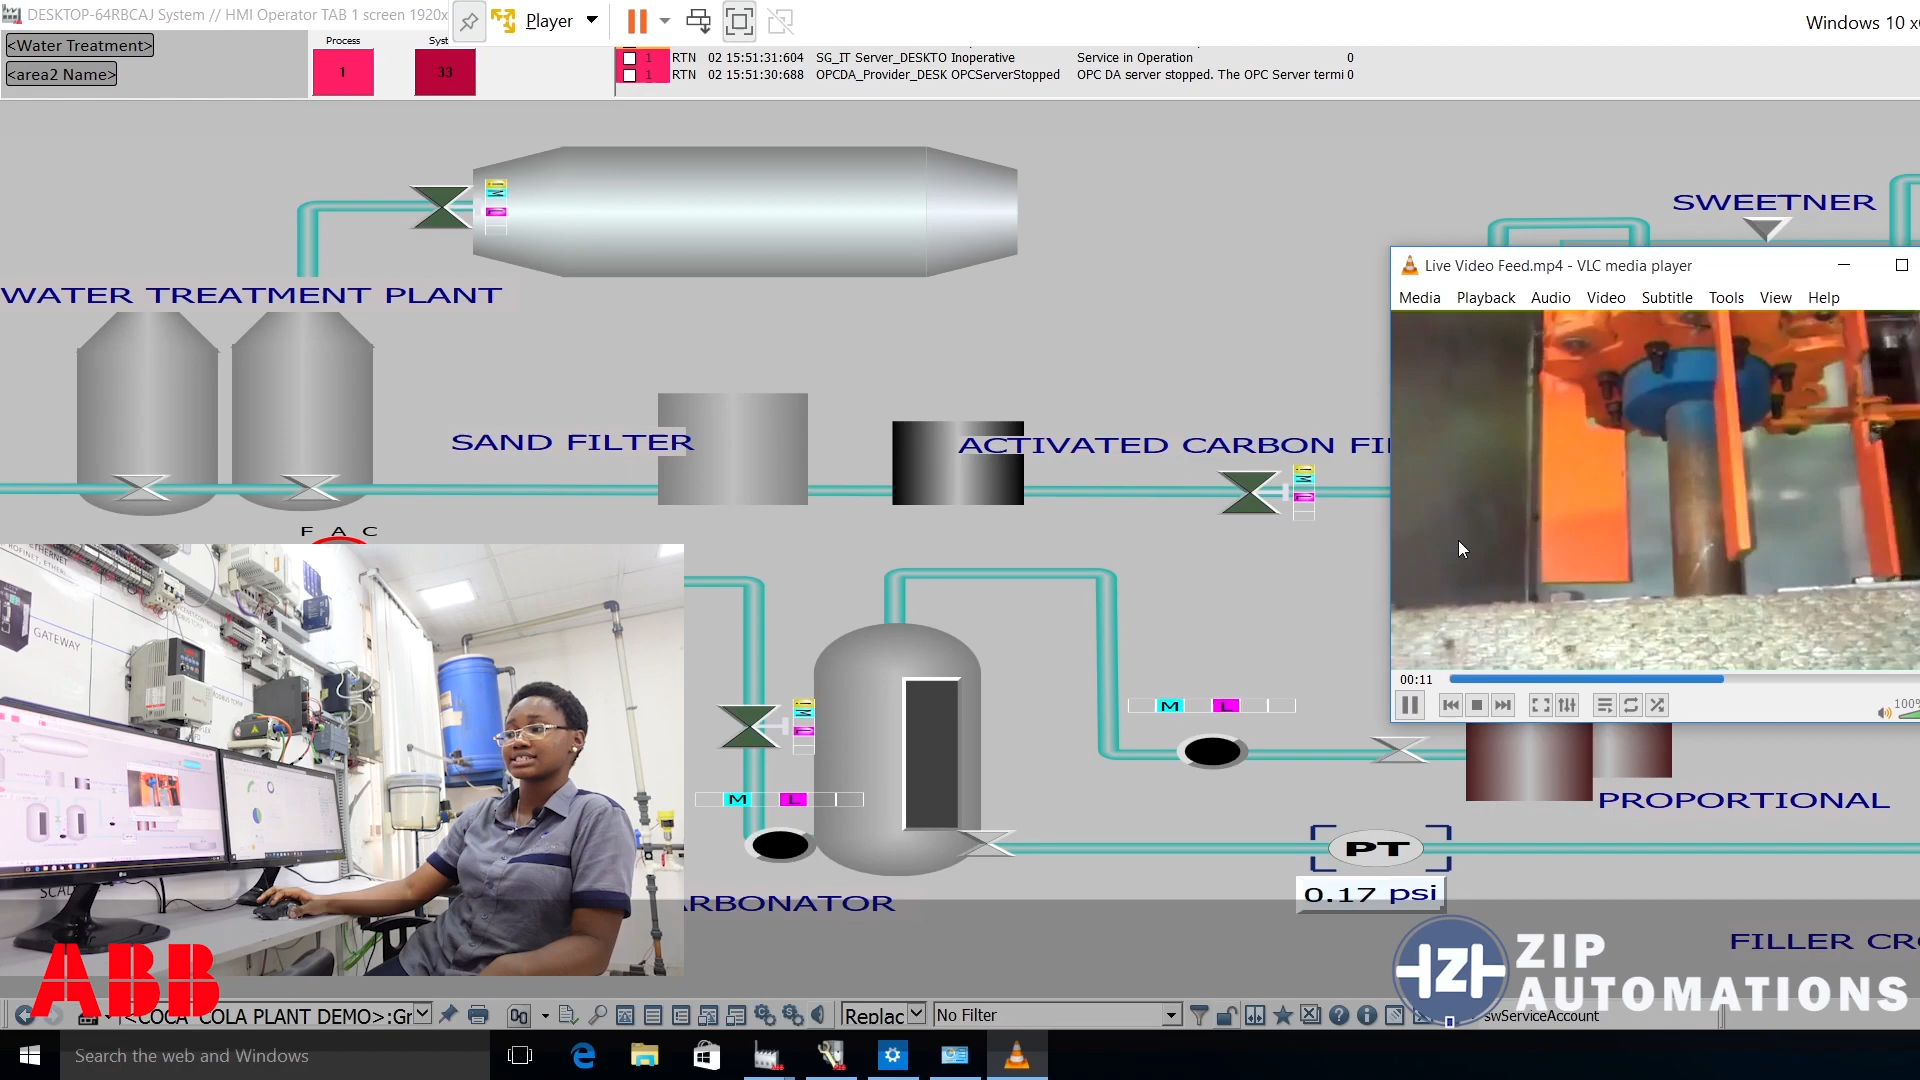 DESKTOP-64RBCAJ System // HMI Operator TAB 1 screen 1920x
Player
Windows 10 x
<Water Treatment>
<area2 Name>
Process
1
Syst
33
1 RTN 02 15:51:31:604 SG_IT Server_DESKTO Inoperative Service in Operation 0
1 RTN 02 15:51:30:688 OPCDA_Provider_DESK OPCServerStopped OPC DA server stopped. The OPC Server termi 0
SWEETNER
WATER TREATMENT PLANT
Live Video Feed.mp4 - VLC media player
Media Playback Audio Video Subtitle Tools View Help
SAND FILTER
ACTIVATED CARBON FI
F A C
00:11
100%
GATEWAY
M L
M L
PROPORTIONAL
PT
0.17 psi
RBONATOR
SCAD
FILLER CR
ABB
ZIP
AUTOMATIONS
<COCA COLA PLANT DEMO>:Gr
Replac
No Filter
swServiceAccount
Search the web and Windows